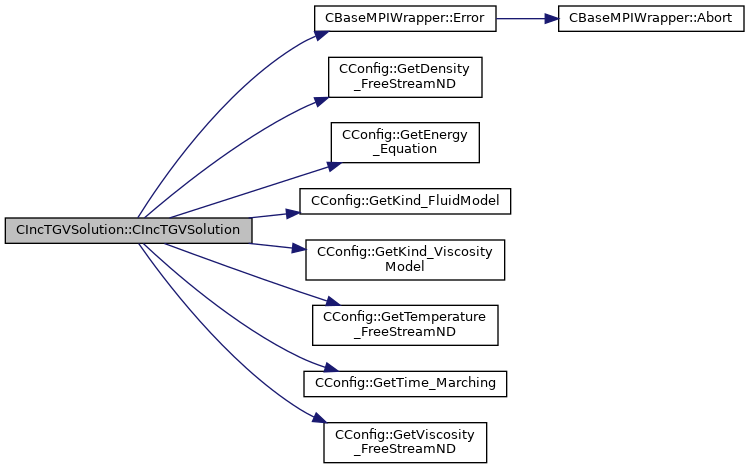 CIncTGVSolution::CIncTGVSolution
CBaseMPIWrapper::Error
CBaseMPIWrapper::Abort
CConfig::GetDensity
_FreeStreamND
CConfig::GetEnergy
_Equation
CConfig::GetKind_FluidModel
CConfig::GetKind_Viscosity
Model
CConfig::GetTemperature
_FreeStreamND
CConfig::GetTime_Marching
CConfig::GetViscosity
_FreeStreamND